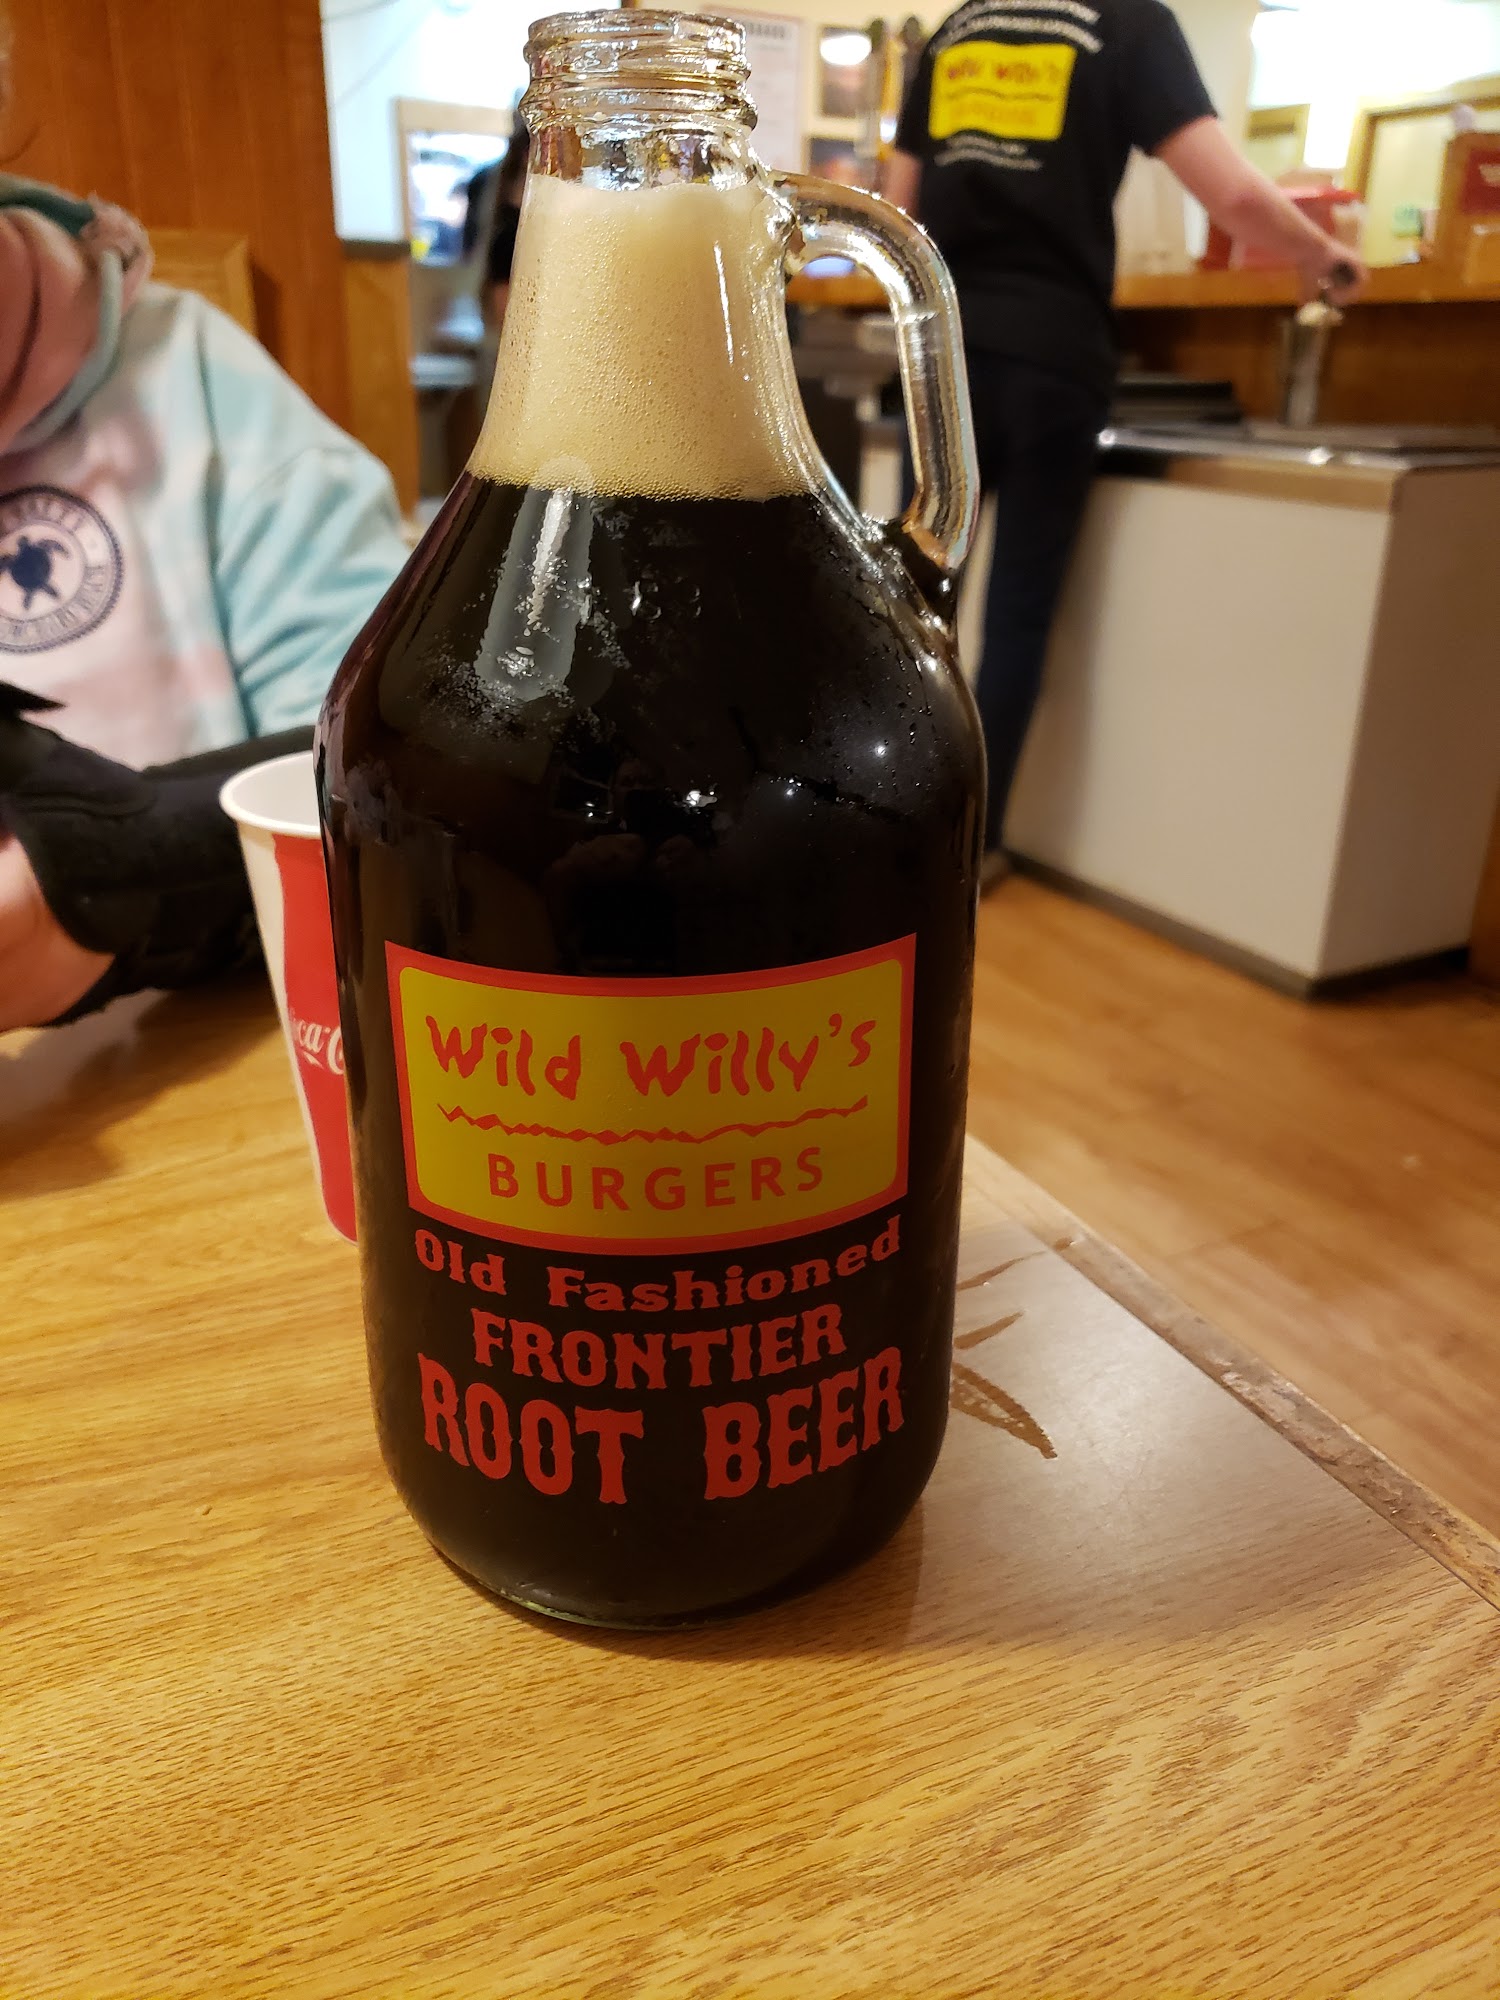 Wild Willy's
BURGERS
Old Fashioned
FRONTIER
ROOT BEER